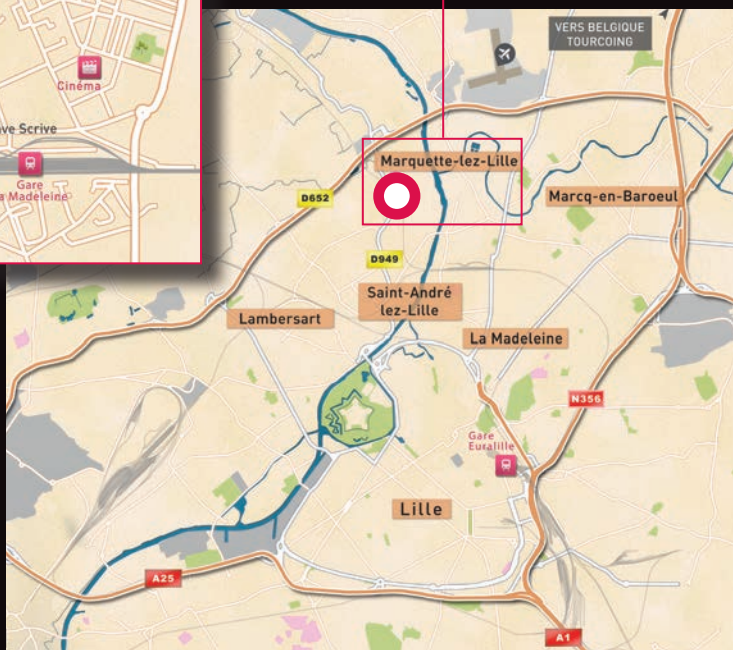 VERS BELGIQUE
TOURCOING
Cinéma
Gare
Marquette-lez-Lille
Marcq-en-Baroeul
D652
D949
Saint-André
lez-Lille
Lambersart
La Madeleine
N356
Gare
Euralille
Lille
A25
A1
Scrive
Madeleine